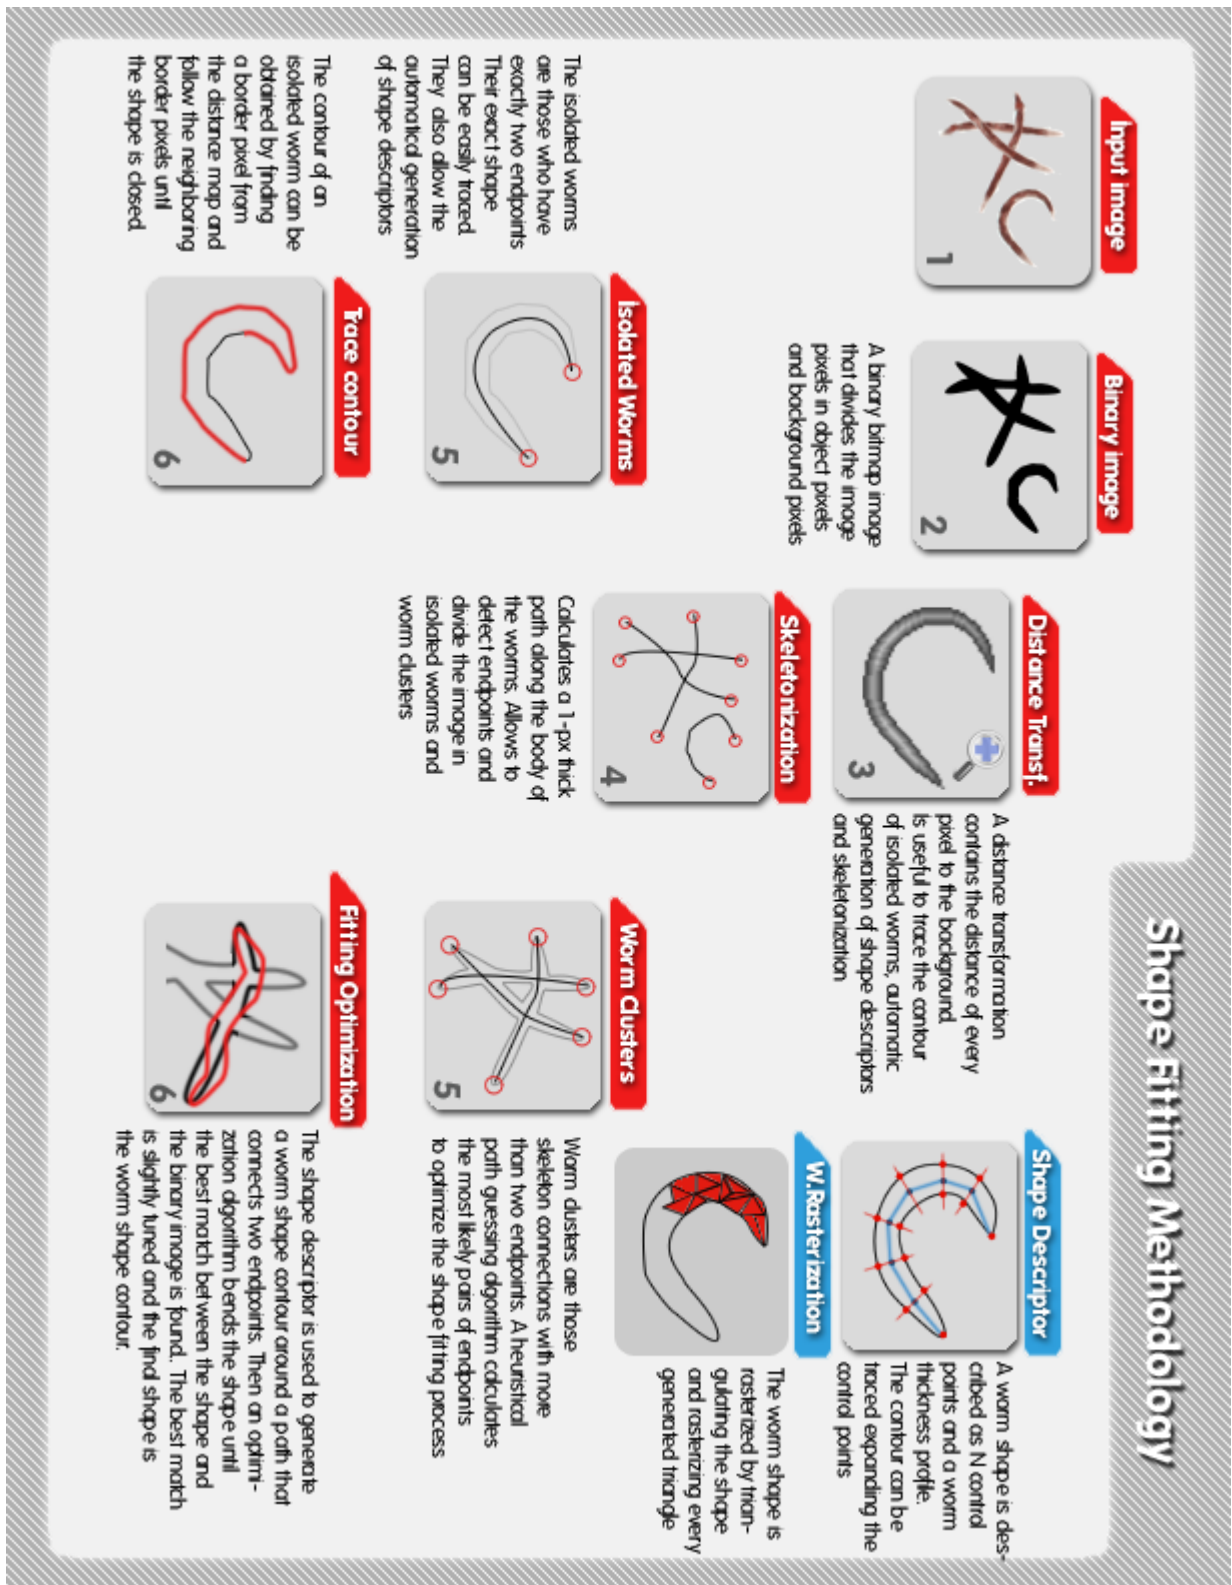 Shape Fitting Methodology
Input image
1
Binary image
2
A binary bitmap image
that divides the image
pixels in object pixels
and background pixels
Distance Transf.
3
A distance transformation
contains the distance of every
pixel to the background.
Is useful to trace the contour
of isolated worms, automatic
generation of shape descriptors
and skeletonization
Shape Descriptor
A worm shape is des-
cribed as N control
points and a worm
thickness profile.
The contour can be
traced expanding the
control points
Skeletonization
4
Calculates a 1-px thick
path along the body of
the worms. Allows to
detect endpoints and
divide the image in
isolated worms and
worm clusters
W.Rasterization
The worm shape is
rasterized by trian-
gulating the shape
and rasterizing every
generated triangle
Isolated Worms
5
The isolated worms
are those who have
exactly two endpoints
Their exact shape
can be easily traced.
They also allow the
automatical generation
of shape descriptors
Worm Clusters
5
Worm clusters are those
skeleton connections with more
than two endpoints. A heuristical
path guessing algorithm calculates
the most likely pairs of endpoints
to optimize the shape fitting process
Trace contour
6
The contour of an
isolated worm can be
obtained by finding
a border pixel from
the distance map and
follow the neighboring
border pixels until
the shape is closed.
Fitting Optimization
6
The shape descriptor is used to generate
a worm shape contour around a path that
connects two endpoints. Then an optimi-
zation algorithm bends the shape until
the best match between the shape and
the binary image is found. The best match
is slightly tuned and the final shape is
the worm shape contour.